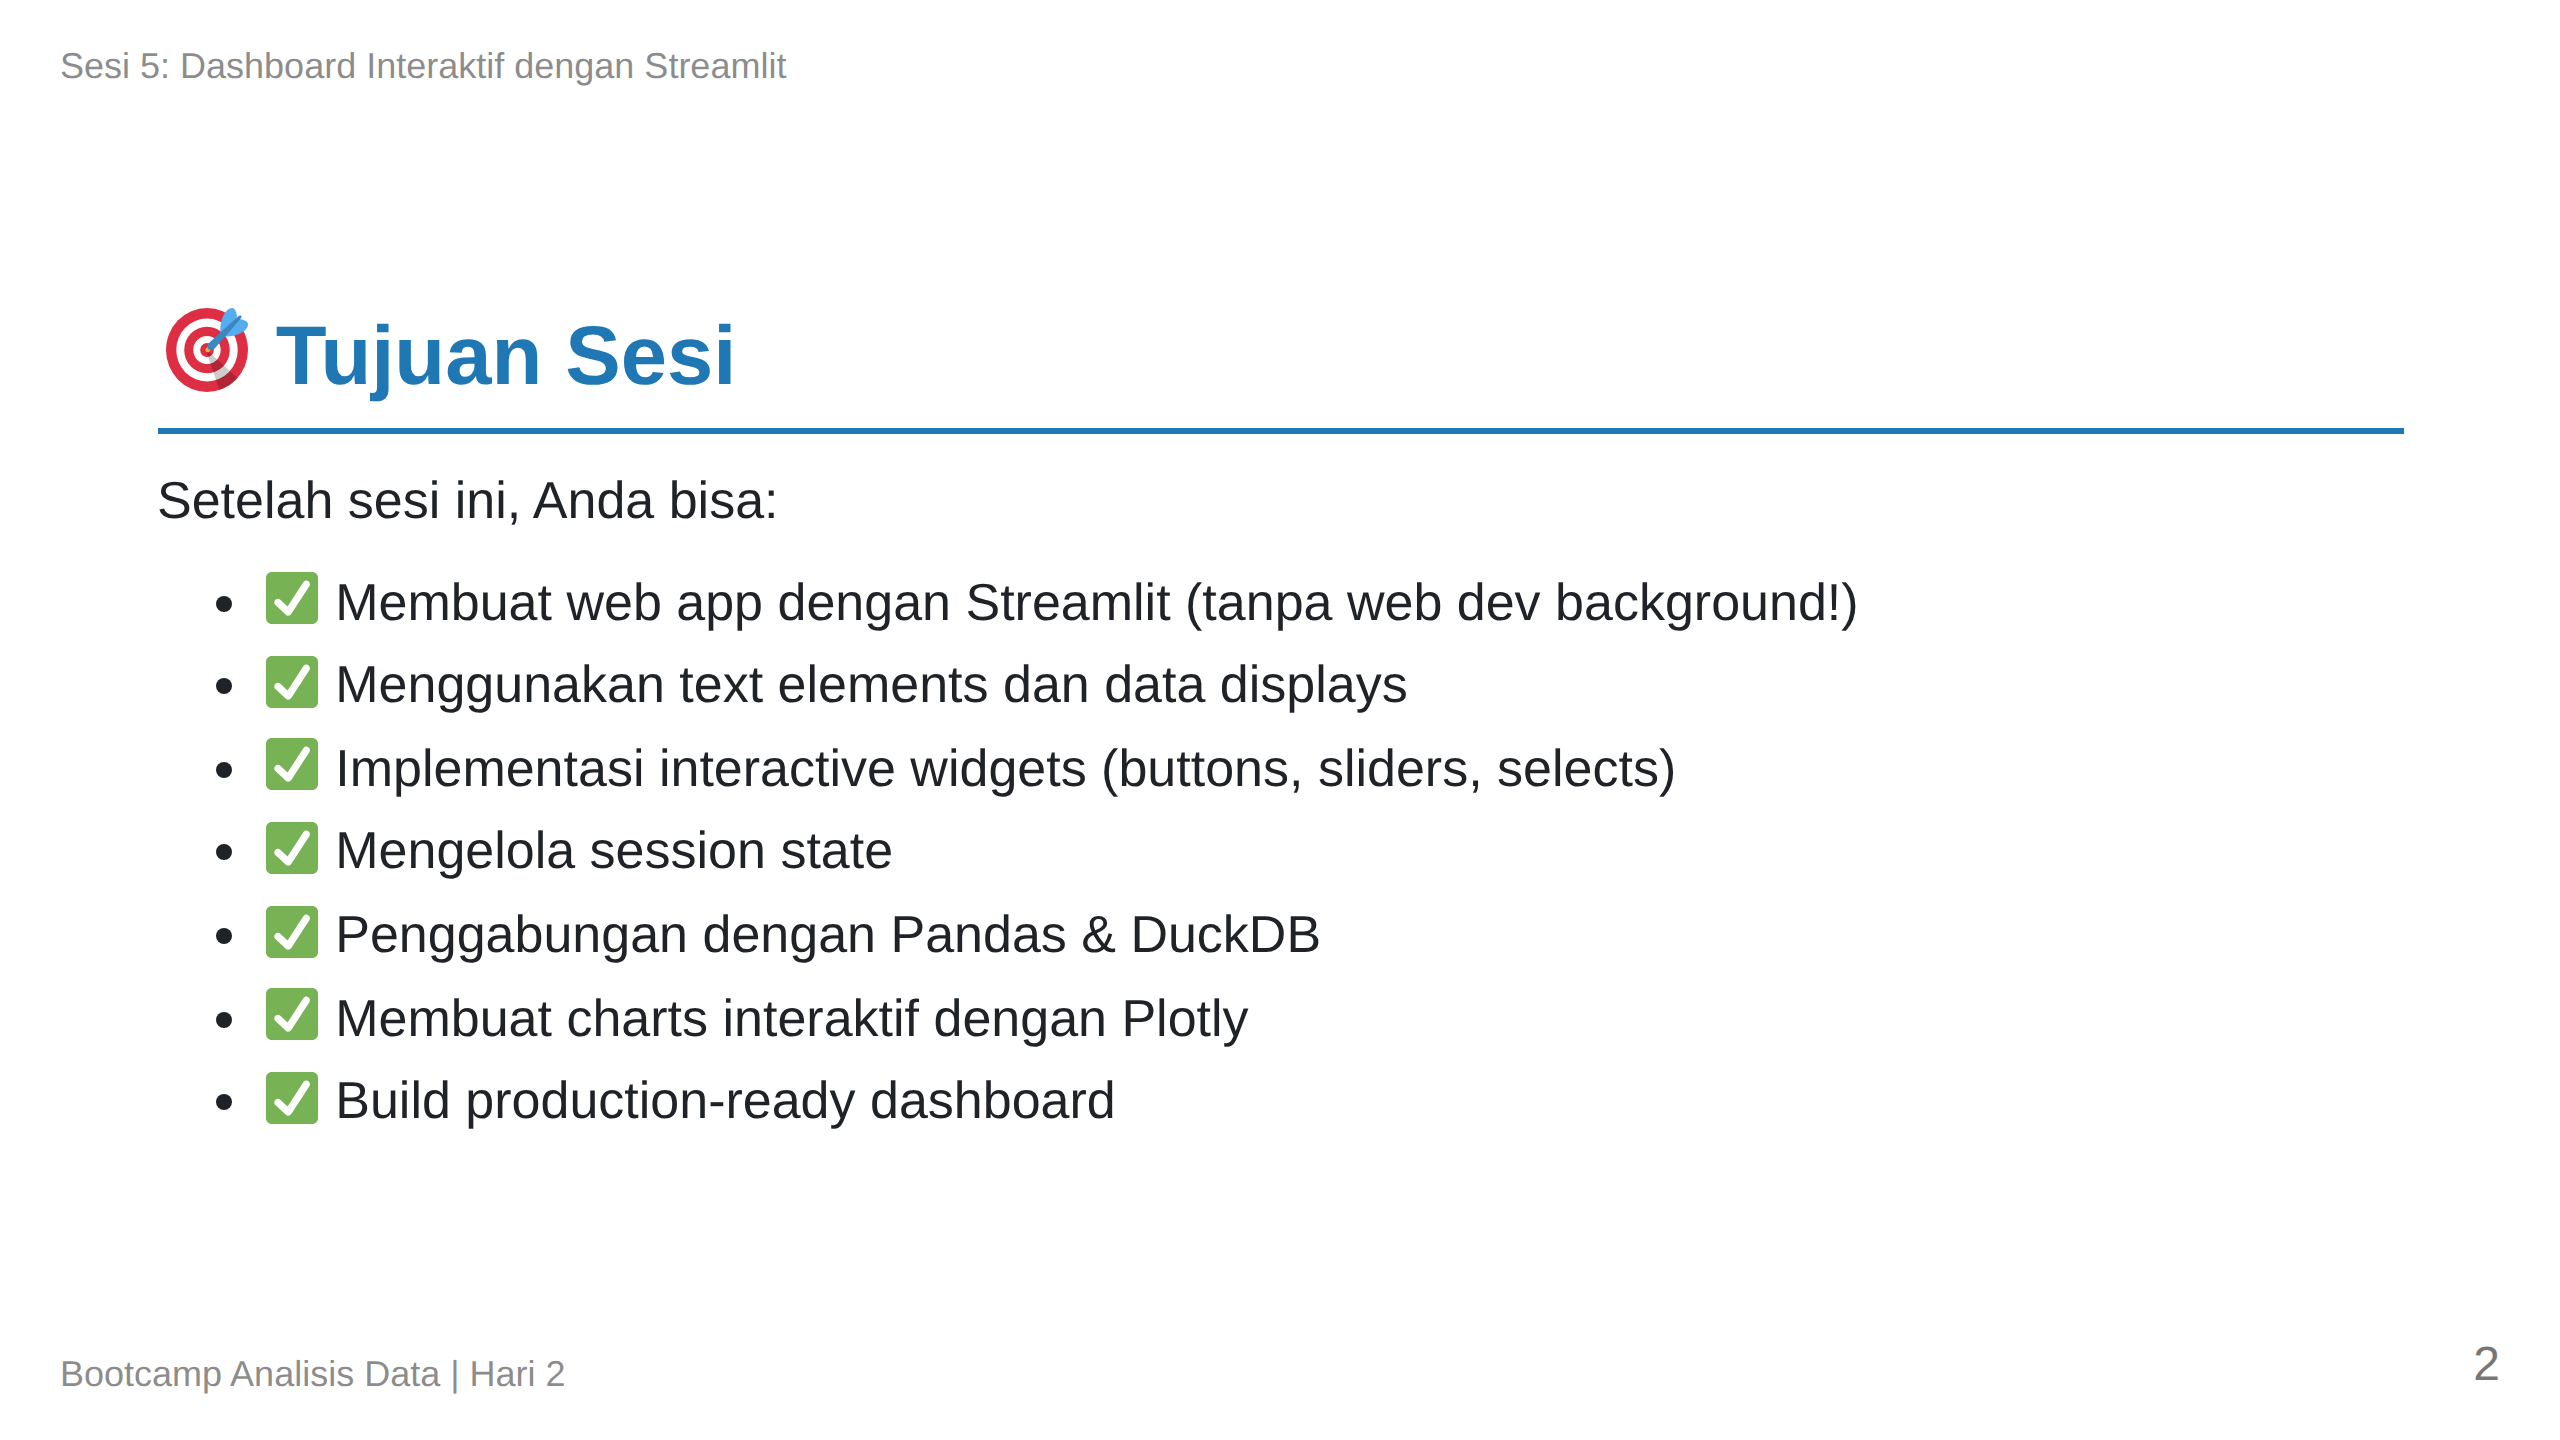 Sesi 5: Dashboard Interaktif dengan Streamlit
🎯 Tujuan Sesi
Setelah sesi ini, Anda bisa:
• ✅ Membuat web app dengan Streamlit (tanpa web dev background!)
• ✅ Menggunakan text elements dan data displays
• ✅ Implementasi interactive widgets (buttons, sliders, selects)
• ✅ Mengelola session state
• ✅ Penggabungan dengan Pandas & DuckDB
• ✅ Membuat charts interaktif dengan Plotly
• ✅ Build production-ready dashboard
Bootcamp Analisis Data | Hari 2
2